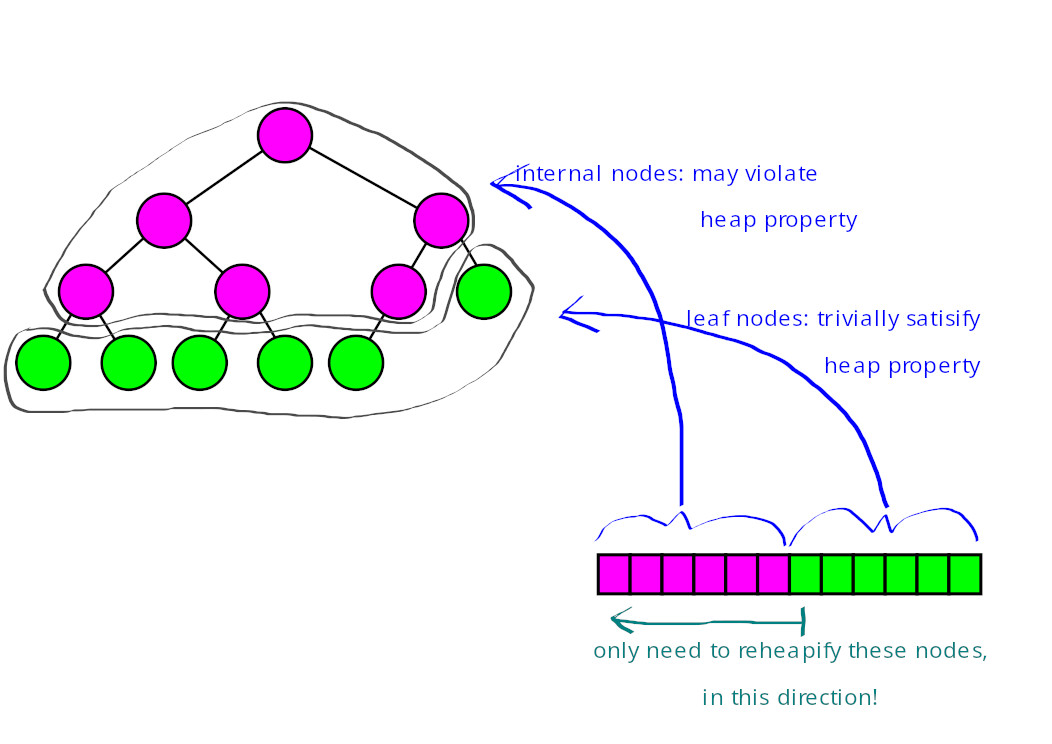 internal nodes: may violate
heap property
leaf nodes: trivially satisify
heap property
only need to reheapify these nodes,
in this direction!